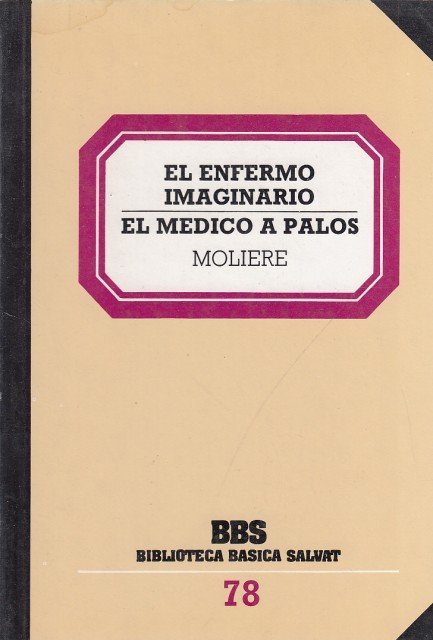 EL ENFERMO
IMAGINARIO
EL MEDICO A PALOS
MOLIERE
BBS
BIBLIOTECA BASICA SALVAT
78